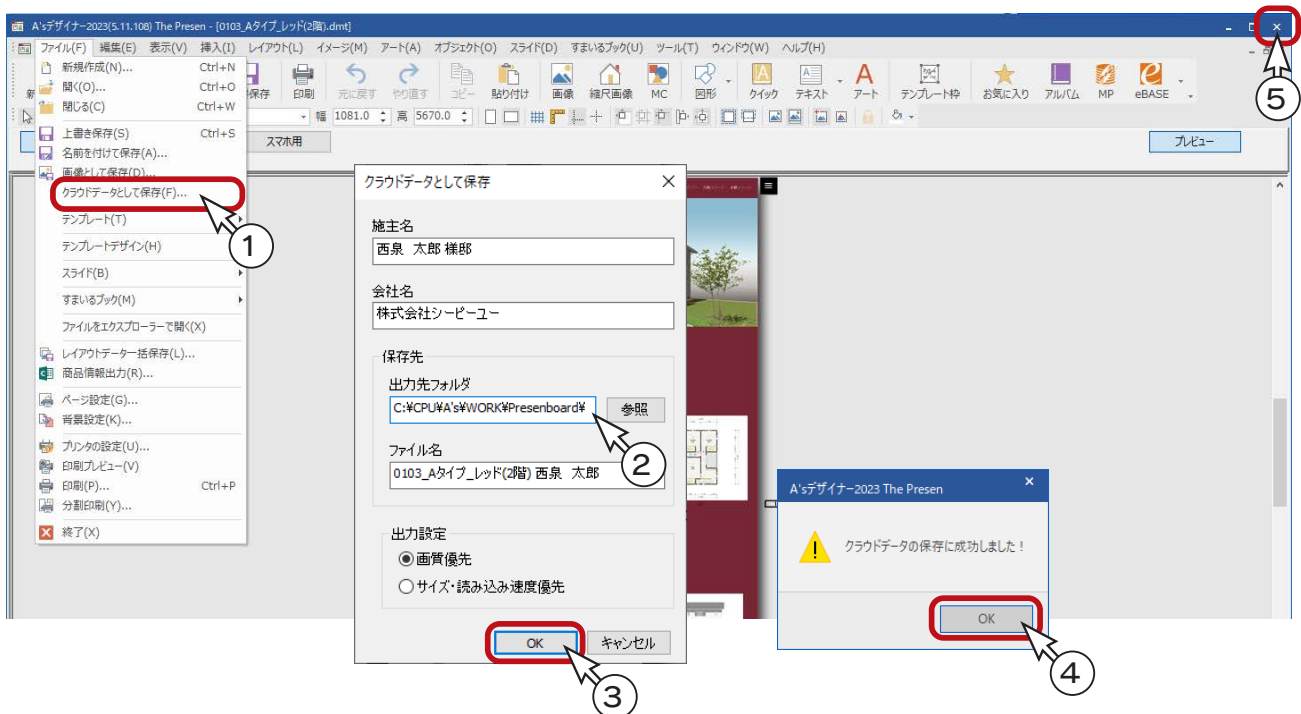 A'sデザイナー2023(5.11.108) The Presen - [0103_Aタイプ_レッド(2階).dmt]
ファイル(F) 編集(E) 表示(V) 挿入(I) レイアウト(L) イメージ(M) アート(A) オブジェクト(O) スライド(D) すまいるブック(U) ツール(T) ウィンドウ(W) ヘルプ(H)
保存 印刷 元に戻す やり直す コピー 貼り付け 画像 縮尺画像 MC 図形 クイック テキスト アート テンプレート枠 お気に入り アルバム MP eBASE
幅 1081.0 高 5670.0
スマホ用 プレビュー
新規作成(N)... Ctrl+N
開く(O)... Ctrl+O
閉じる(C) Ctrl+W
上書き保存(S) Ctrl+S
名前を付けて保存(A)...
画像として保存(D)...
クラウドデータとして保存(F)...
テンプレート(T)
テンプレートデザイン(H)
スライド(B)
すまいるブック(M)
ファイルをエクスプローラーで開く(X)
レイアウトデータ一括保存(L)...
商品情報出力(R)...
ページ設定(G)...
背景設定(K)...
プリンタの設定(U)...
印刷プレビュー(V)
印刷(P)... Ctrl+P
分割印刷(Y)...
終了(X)
1
クラウドデータとして保存
施主名
西泉 太郎 様邸
会社名
株式会社シーピーユー
保存先
出力先フォルダ
C:¥CPU¥A's¥WORK¥Presenboard¥ 参照
ファイル名
0103_Aタイプ_レッド(2階) 西泉 太郎
2
出力設定
画質優先
サイズ・読み込み速度優先
OK キャンセル
3
A'sデザイナー2023 The Presen
クラウドデータの保存に成功しました!
OK
4
5